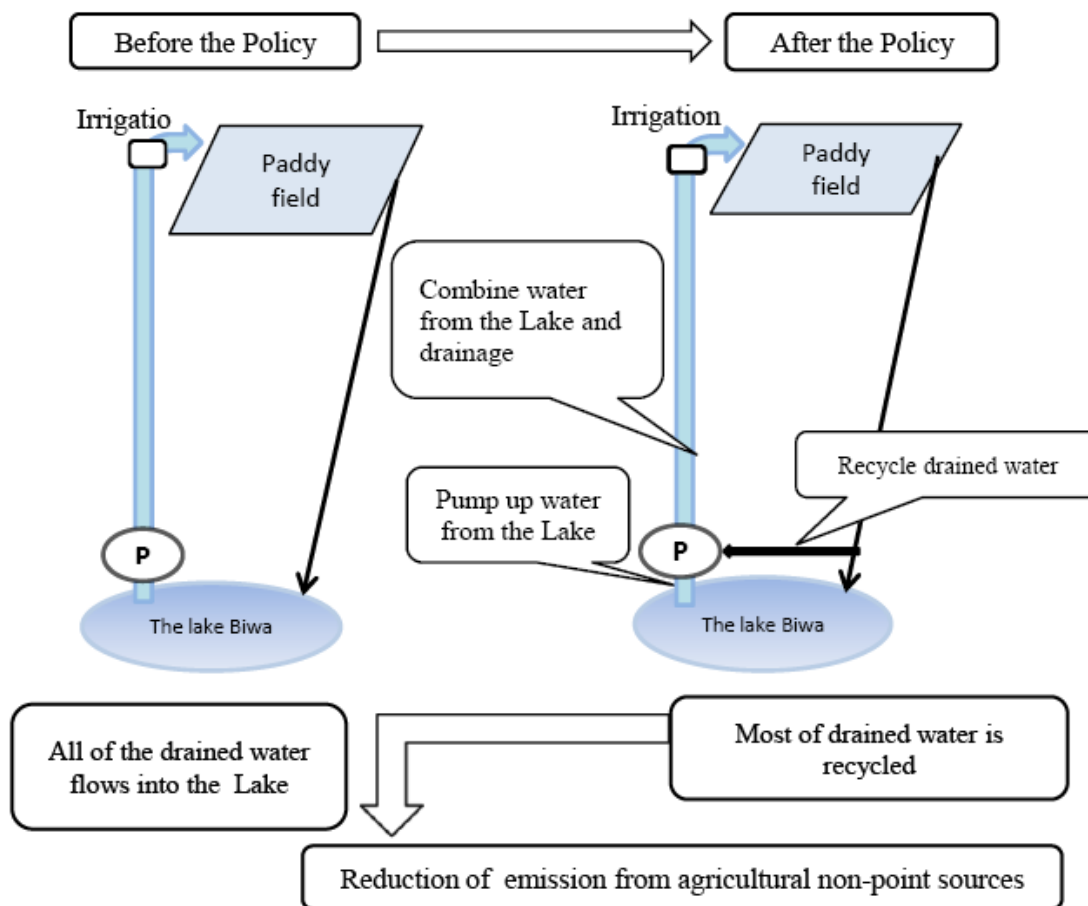 Before the Policy
After the Policy
Irrigatio
Paddy
field
P
The lake Biwa
Irrigation
Paddy
field
Combine water
from the Lake and
drainage
Recycle drained water
Pump up water
from the Lake
P
The lake Biwa
All of the drained water
flows into the Lake
Most of drained water is
recycled
Reduction of emission from agricultural non-point sources